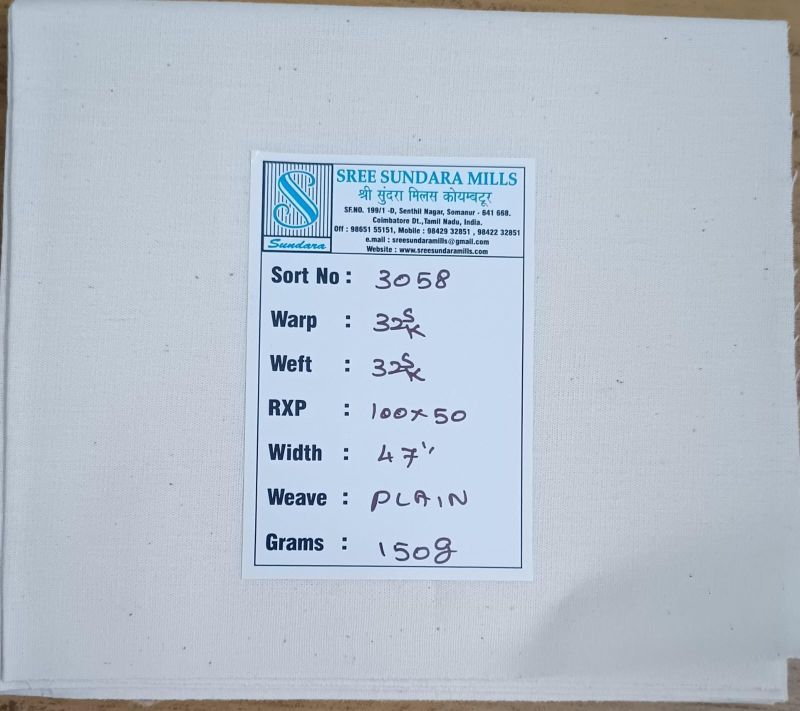 SREE SUNDARA MILLS
श्री सुंदरा मिलस कोयम्बटूर
SF.NO. 199/1 -D, Senthil Nagar, Somanur - 641 668.
Coimbatore Dt., Tamil Nadu, India.
Off : 98651 55151, Mobile : 98429 32851 , 98422 32851
e.mail : sreesundaramills@gmail.com
Website : www.sreesundaramills.com
S
Sundara
Sort No : 3058
Warp : 32s/K
Weft : 32s/K
RXP : 100x50
Width : 47"
Weave : PLAIN
Grams : 150g